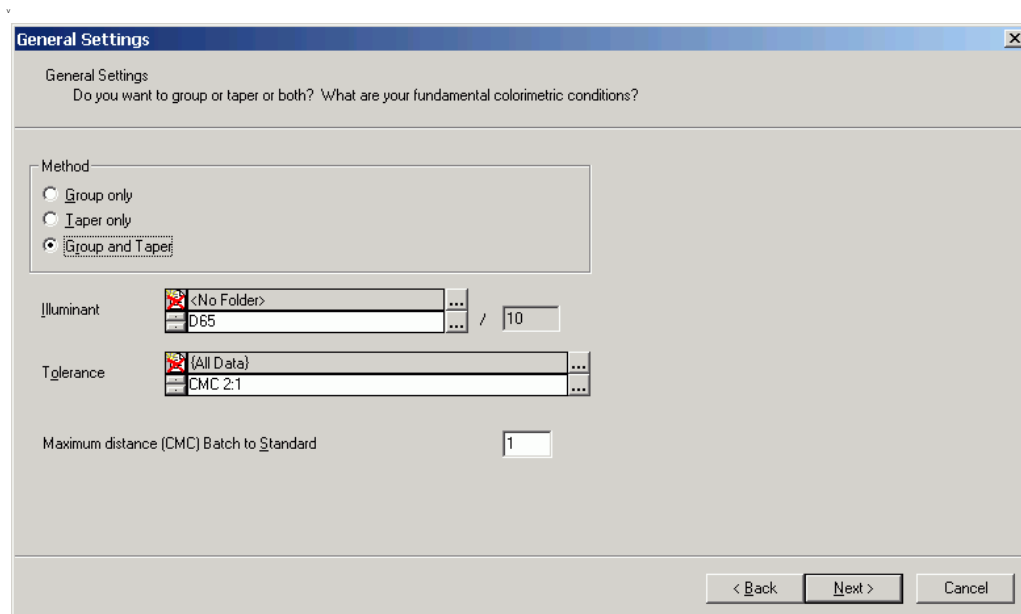 General Settings
General Settings
Do you want to group or taper or both? What are your fundamental colorimetric conditions?
Method
Group only
Taper only
Group and Taper
Illuminant
<No Folder>
...
D65
...
/
10
Tolerance
{All Data}
...
CMC 2:1
...
Maximum distance (CMC) Batch to Standard
1
< Back
Next >
Cancel